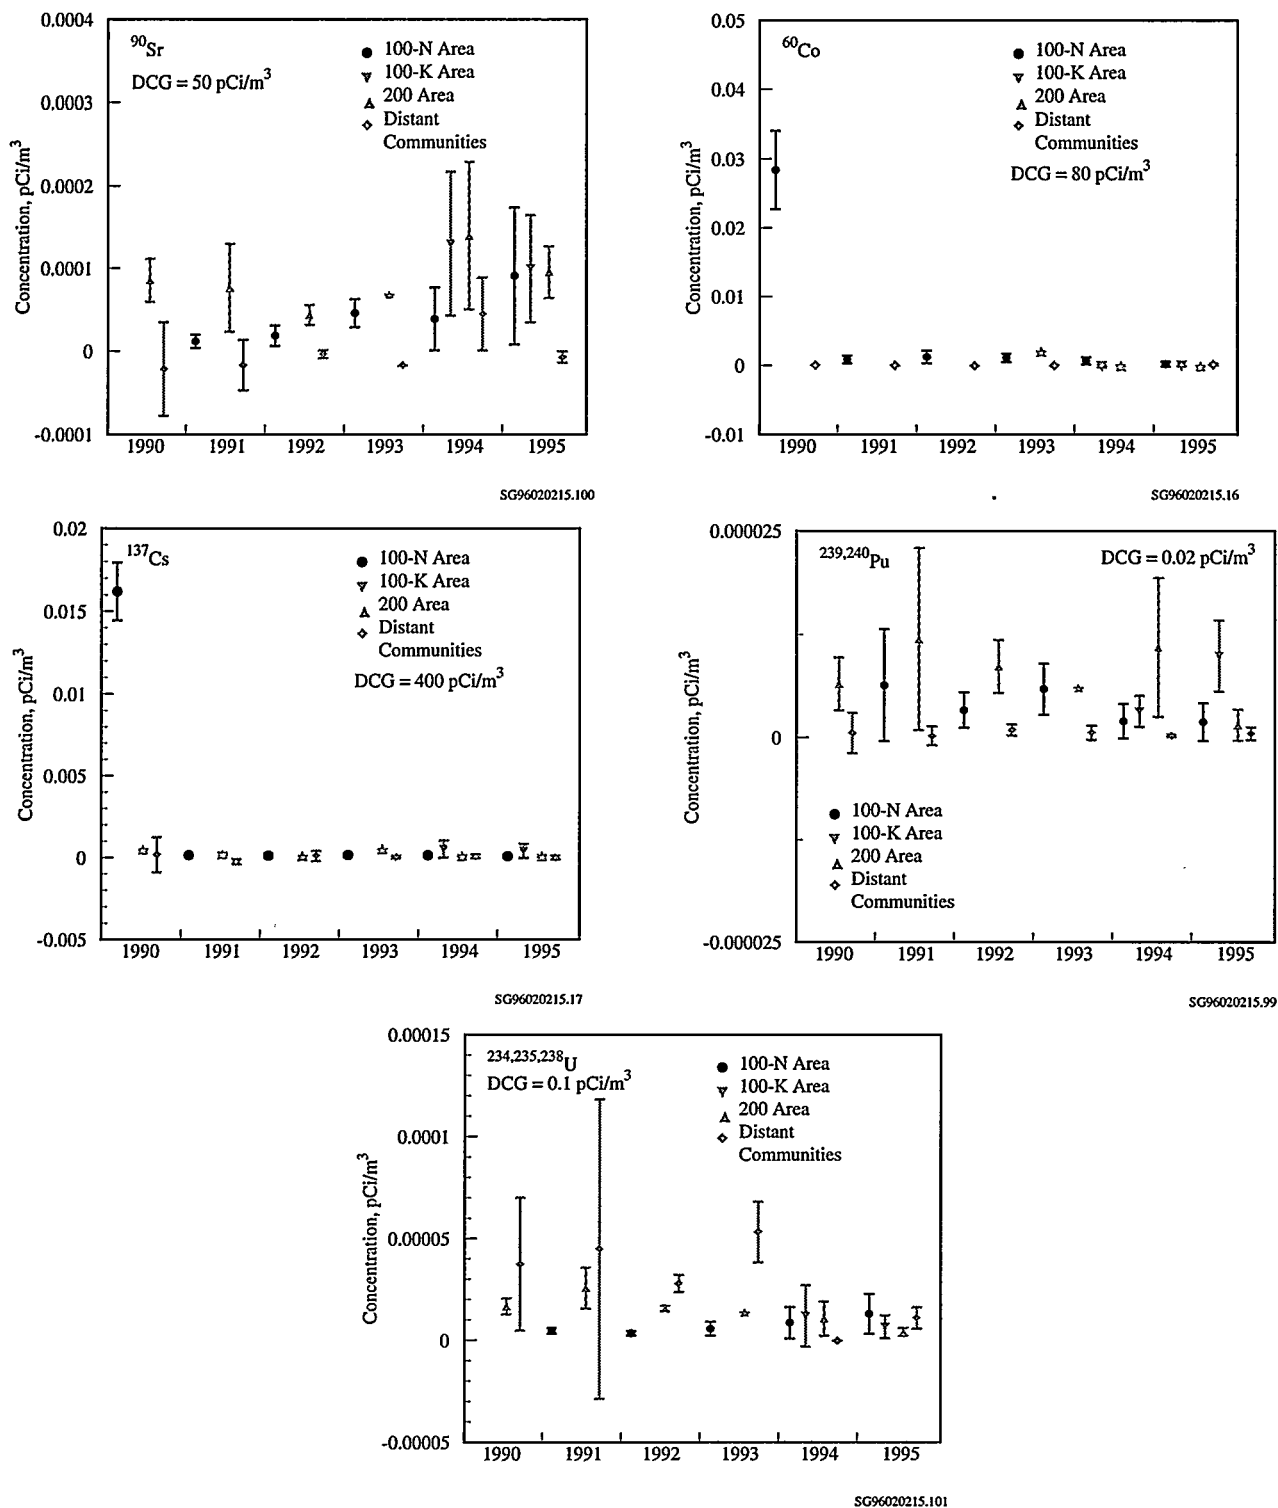 0.0004
0.0003
0.0002
0.0001
0
-0.0001
Concentration, pCi/m³
⁹⁰Sr
DCG = 50 pCi/m³
100-N Area
100-K Area
200 Area
Distant
Communities
1990 1991 1992 1993 1994 1995
SG96020215.100
0.05
0.04
0.03
0.02
0.01
0
-0.01
Concentration, pCi/m³
⁶⁰Co
100-N Area
100-K Area
200 Area
Distant
Communities
DCG = 80 pCi/m³
1990 1991 1992 1993 1994 1995
SG96020215.16
0.02
0.015
0.01
0.005
0
-0.005
Concentration, pCi/m³
¹³⁷Cs
100-N Area
100-K Area
200 Area
Distant
Communities
DCG = 400 pCi/m³
1990 1991 1992 1993 1994 1995
SG96020215.17
0.000025
0
-0.000025
Concentration, pCi/m³
²³⁹,²⁴⁰Pu
DCG = 0.02 pCi/m³
100-N Area
100-K Area
200 Area
Distant
Communities
1990 1991 1992 1993 1994 1995
SG96020215.99
0.00015
0.0001
0.00005
0
-0.00005
Concentration, pCi/m³
²³⁴,²³⁵,²³⁸U
DCG = 0.1 pCi/m³
100-N Area
100-K Area
200 Area
Distant
Communities
1990 1991 1992 1993 1994 1995
SG96020215.101